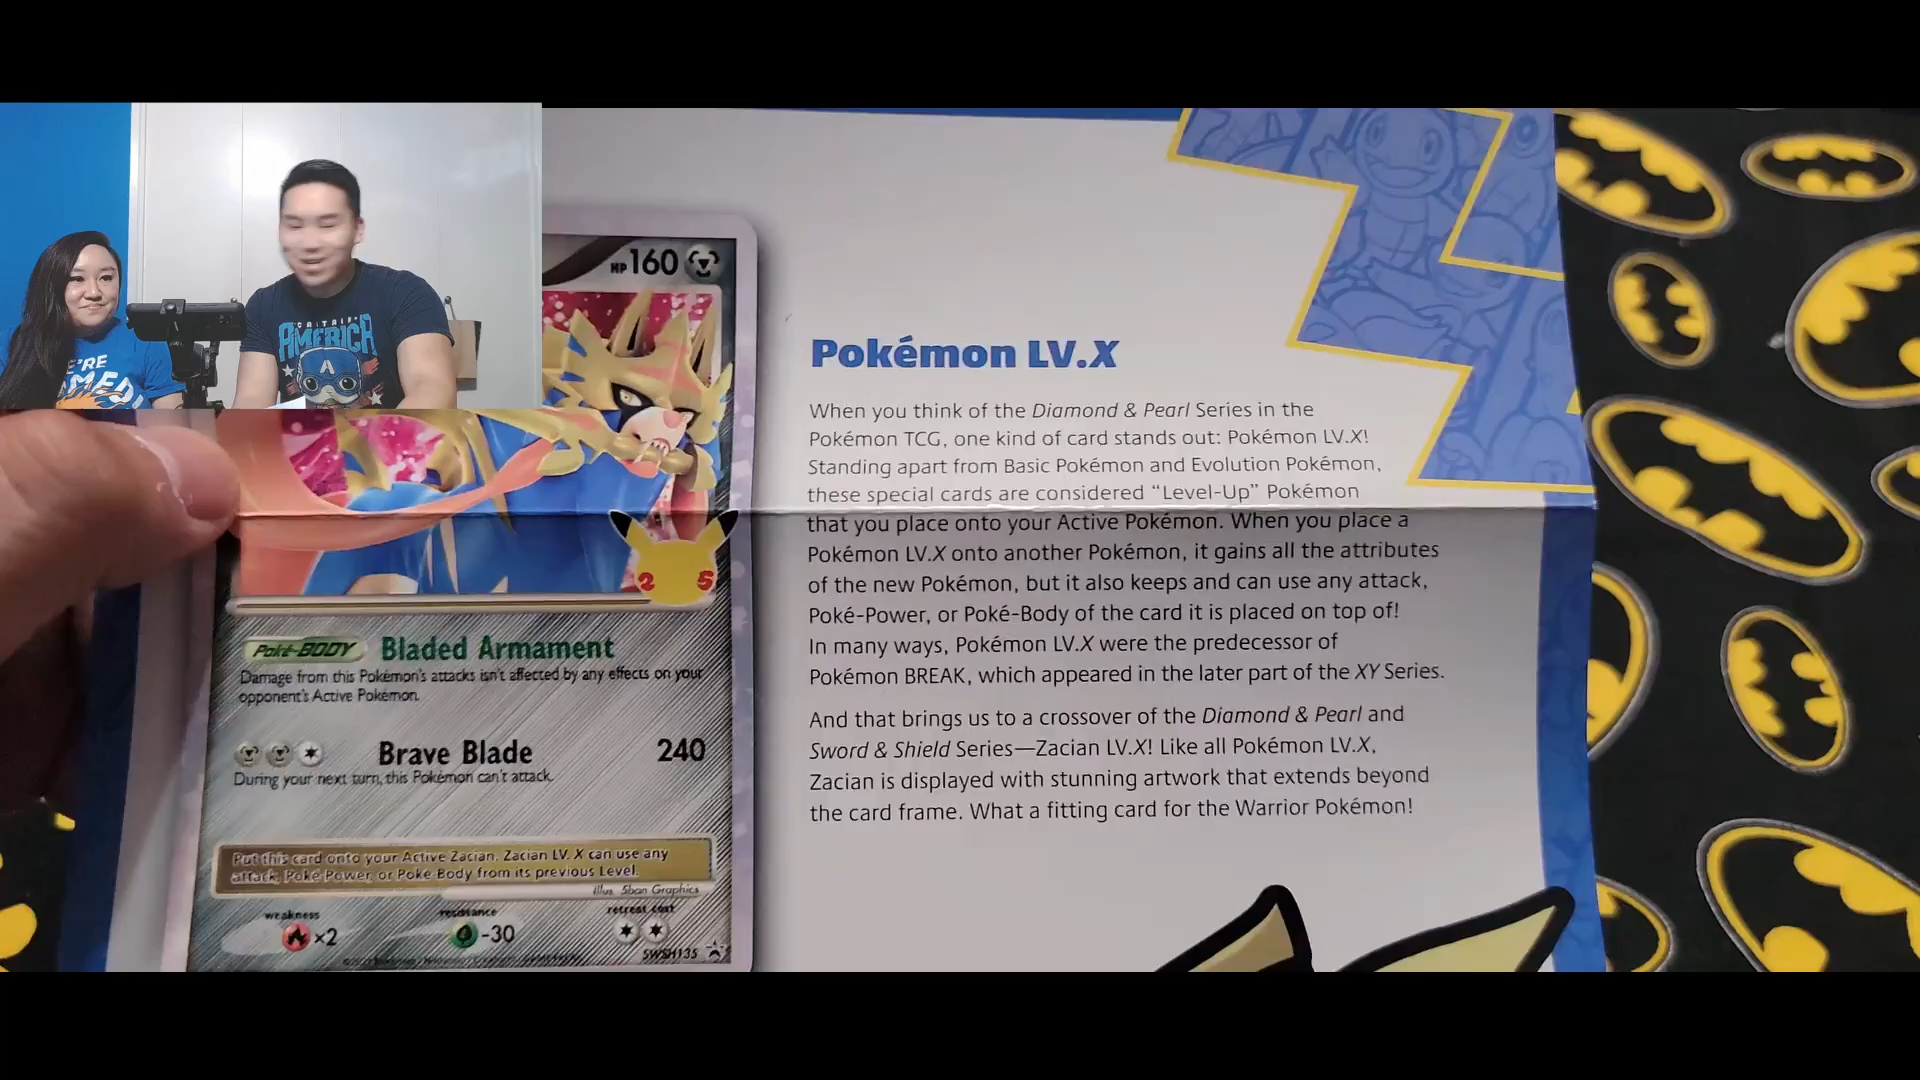 CAPTAIN
AMERICA
A
HP 160
Pokémon LV.X
When you think of the Diamond & Pearl Series in the
Pokémon TCG, one kind of card stands out: Pokémon LV.X!
Standing apart from Basic Pokémon and Evolution Pokémon,
these special cards are considered “Level-Up” Pokémon
that you place onto your Active Pokémon. When you place a
Pokémon LV.X onto another Pokémon, it gains all the attributes
of the new Pokémon, but it also keeps and can use any attack,
Poké-Power, or Poké-Body of the card it is placed on top of!
In many ways, Pokémon LV.X were the predecessor of
Pokémon BREAK, which appeared in the later part of the XY Series.
And that brings us to a crossover of the Diamond & Pearl and
Sword & Shield Series—Zacian LV.X! Like all Pokémon LV.X,
Zacian is displayed with stunning artwork that extends beyond
the card frame. What a fitting card for the Warrior Pokémon!
25
Poké-BODY Bladed Armament
Damage from this Pokémon's attacks isn't affected by any effects on your
opponent's Active Pokémon.
Brave Blade 240
During your next turn, this Pokémon can't attack.
Put this card onto your Active Zacian. Zacian LV. X can use any
attack, Poké-Power, or Poké-Body from its previous Level.
Illus. 5ban Graphics
weakness resistance retreat cost
×2 -30
SWSH135